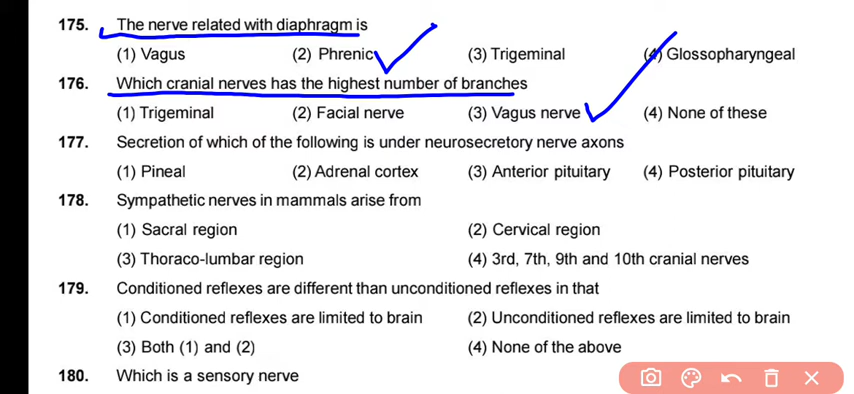 175. The nerve related with diaphragm is
(1) Vagus (2) Phrenic (3) Trigeminal (4) Glossopharyngeal
176. Which cranial nerves has the highest number of branches
(1) Trigeminal (2) Facial nerve (3) Vagus nerve (4) None of these
177. Secretion of which of the following is under neurosecretory nerve axons
(1) Pineal (2) Adrenal cortex (3) Anterior pituitary (4) Posterior pituitary
178. Sympathetic nerves in mammals arise from
(1) Sacral region (2) Cervical region
(3) Thoraco-lumbar region (4) 3rd, 7th, 9th and 10th cranial nerves
179. Conditioned reflexes are different than unconditioned reflexes in that
(1) Conditioned reflexes are limited to brain (2) Unconditioned reflexes are limited to brain
(3) Both (1) and (2) (4) None of the above
180. Which is a sensory nerve